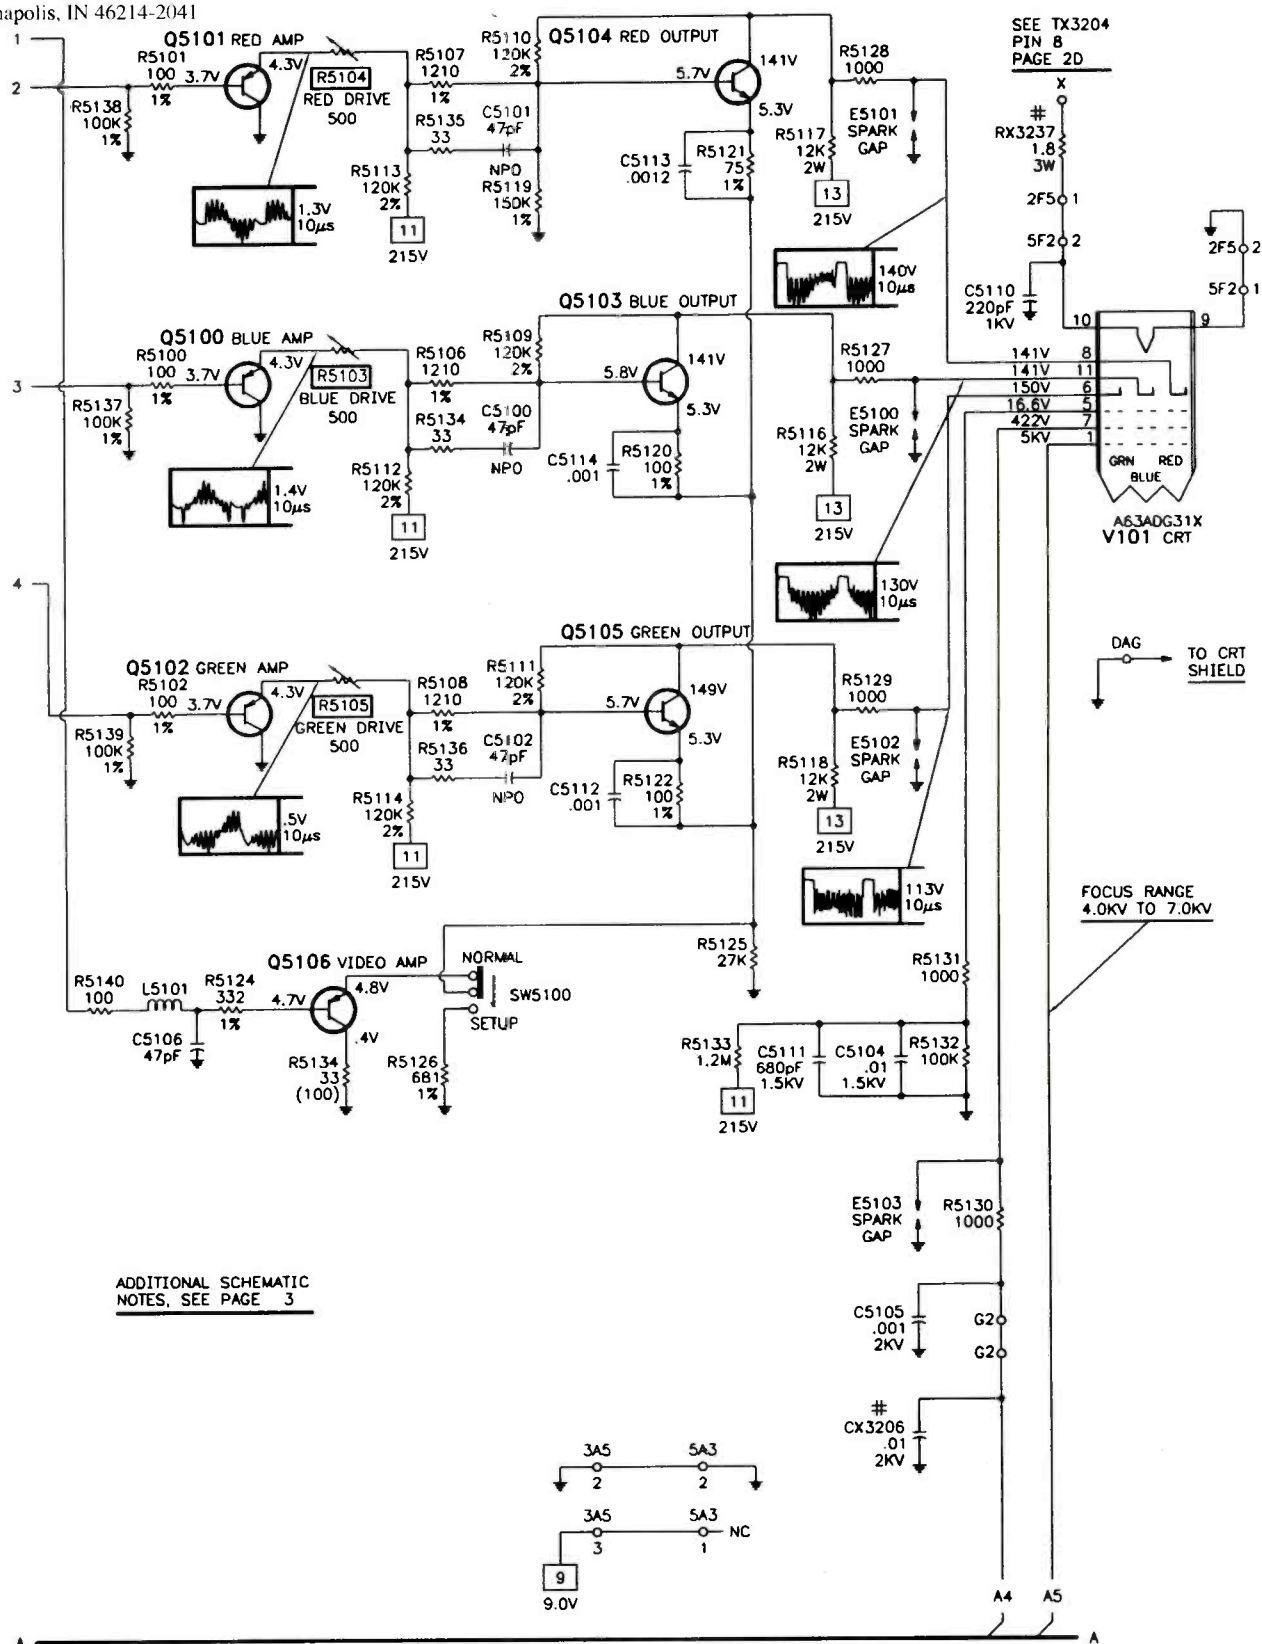 napolis, IN 46214-2041
1
2
3
4
Q5101 RED AMP
R5101
100
1%
3.7V
4.3V
R5138
100K
1%
R5104
RED DRIVE
500
1.3V
10µs
R5107
1210
1%
R5135
33
C5101
47pF
NPO
R5113
120K
2%
11
215V
R5110
120K
2%
R5119
150K
1%
Q5104 RED OUTPUT
5.7V
141V
5.3V
C5113
.0012
R5121
75
1%
R5117
12K
2W
13
215V
R5128
1000
E5101
SPARK
GAP
140V
10µs
SEE TX3204
PIN 8
PAGE 2D
X
#
RX3237
1.8
3W
2F5 1
5F2 2
C5110
220pF
1KV
2F5 2
5F2 1
10
9
141V 8
141V 11
150V 6
16.6V 5
422V 7
5KV 1
GRN RED
BLUE
A63ADG31X
V101 CRT
Q5100 BLUE AMP
R5100
100
1%
3.7V
4.3V
R5137
100K
1%
R5103
BLUE DRIVE
500
1.4V
10µs
R5106
1210
1%
R5134
33
C5100
47pF
NPO
R5112
120K
2%
11
215V
R5109
120K
2%
Q5103 BLUE OUTPUT
5.8V
141V
5.3V
C5114
.001
R5120
100
1%
R5116
12K
2W
13
215V
R5127
1000
E5100
SPARK
GAP
130V
10µs
DAG
TO CRT
SHIELD
Q5102 GREEN AMP
R5102
100
1%
3.7V
4.3V
R5139
100K
1%
R5105
GREEN DRIVE
500
.5V
10µs
R5108
1210
1%
R5136
33
C5102
47pF
NPO
R5114
120K
2%
11
215V
R5111
120K
2%
Q5105 GREEN OUTPUT
5.7V
149V
5.3V
C5112
.001
R5122
100
1%
R5118
12K
2W
13
215V
R5129
1000
E5102
SPARK
GAP
113V
10µs
FOCUS RANGE
4.0KV TO 7.0KV
Q5106 VIDEO AMP
R5140
100
L5101
C5106
47pF
R5124
332
1%
4.7V
4.8V
.4V
R5134
33
(100)
NORMAL
SW5100
SETUP
R5126
681
1%
R5125
27K
R5131
1000
R5133
1.2M
11
215V
C5111
680pF
1.5KV
C5104
.01
1.5KV
R5132
100K
E5103
SPARK
GAP
R5130
1000
C5105
.001
2KV
G2
G2
#
CX3206
.01
2KV
ADDITIONAL SCHEMATIC
NOTES, SEE PAGE 3
3A5
2
5A3
2
3A5
3
5A3
1
NC
9
9.0V
A4
A5
A
A